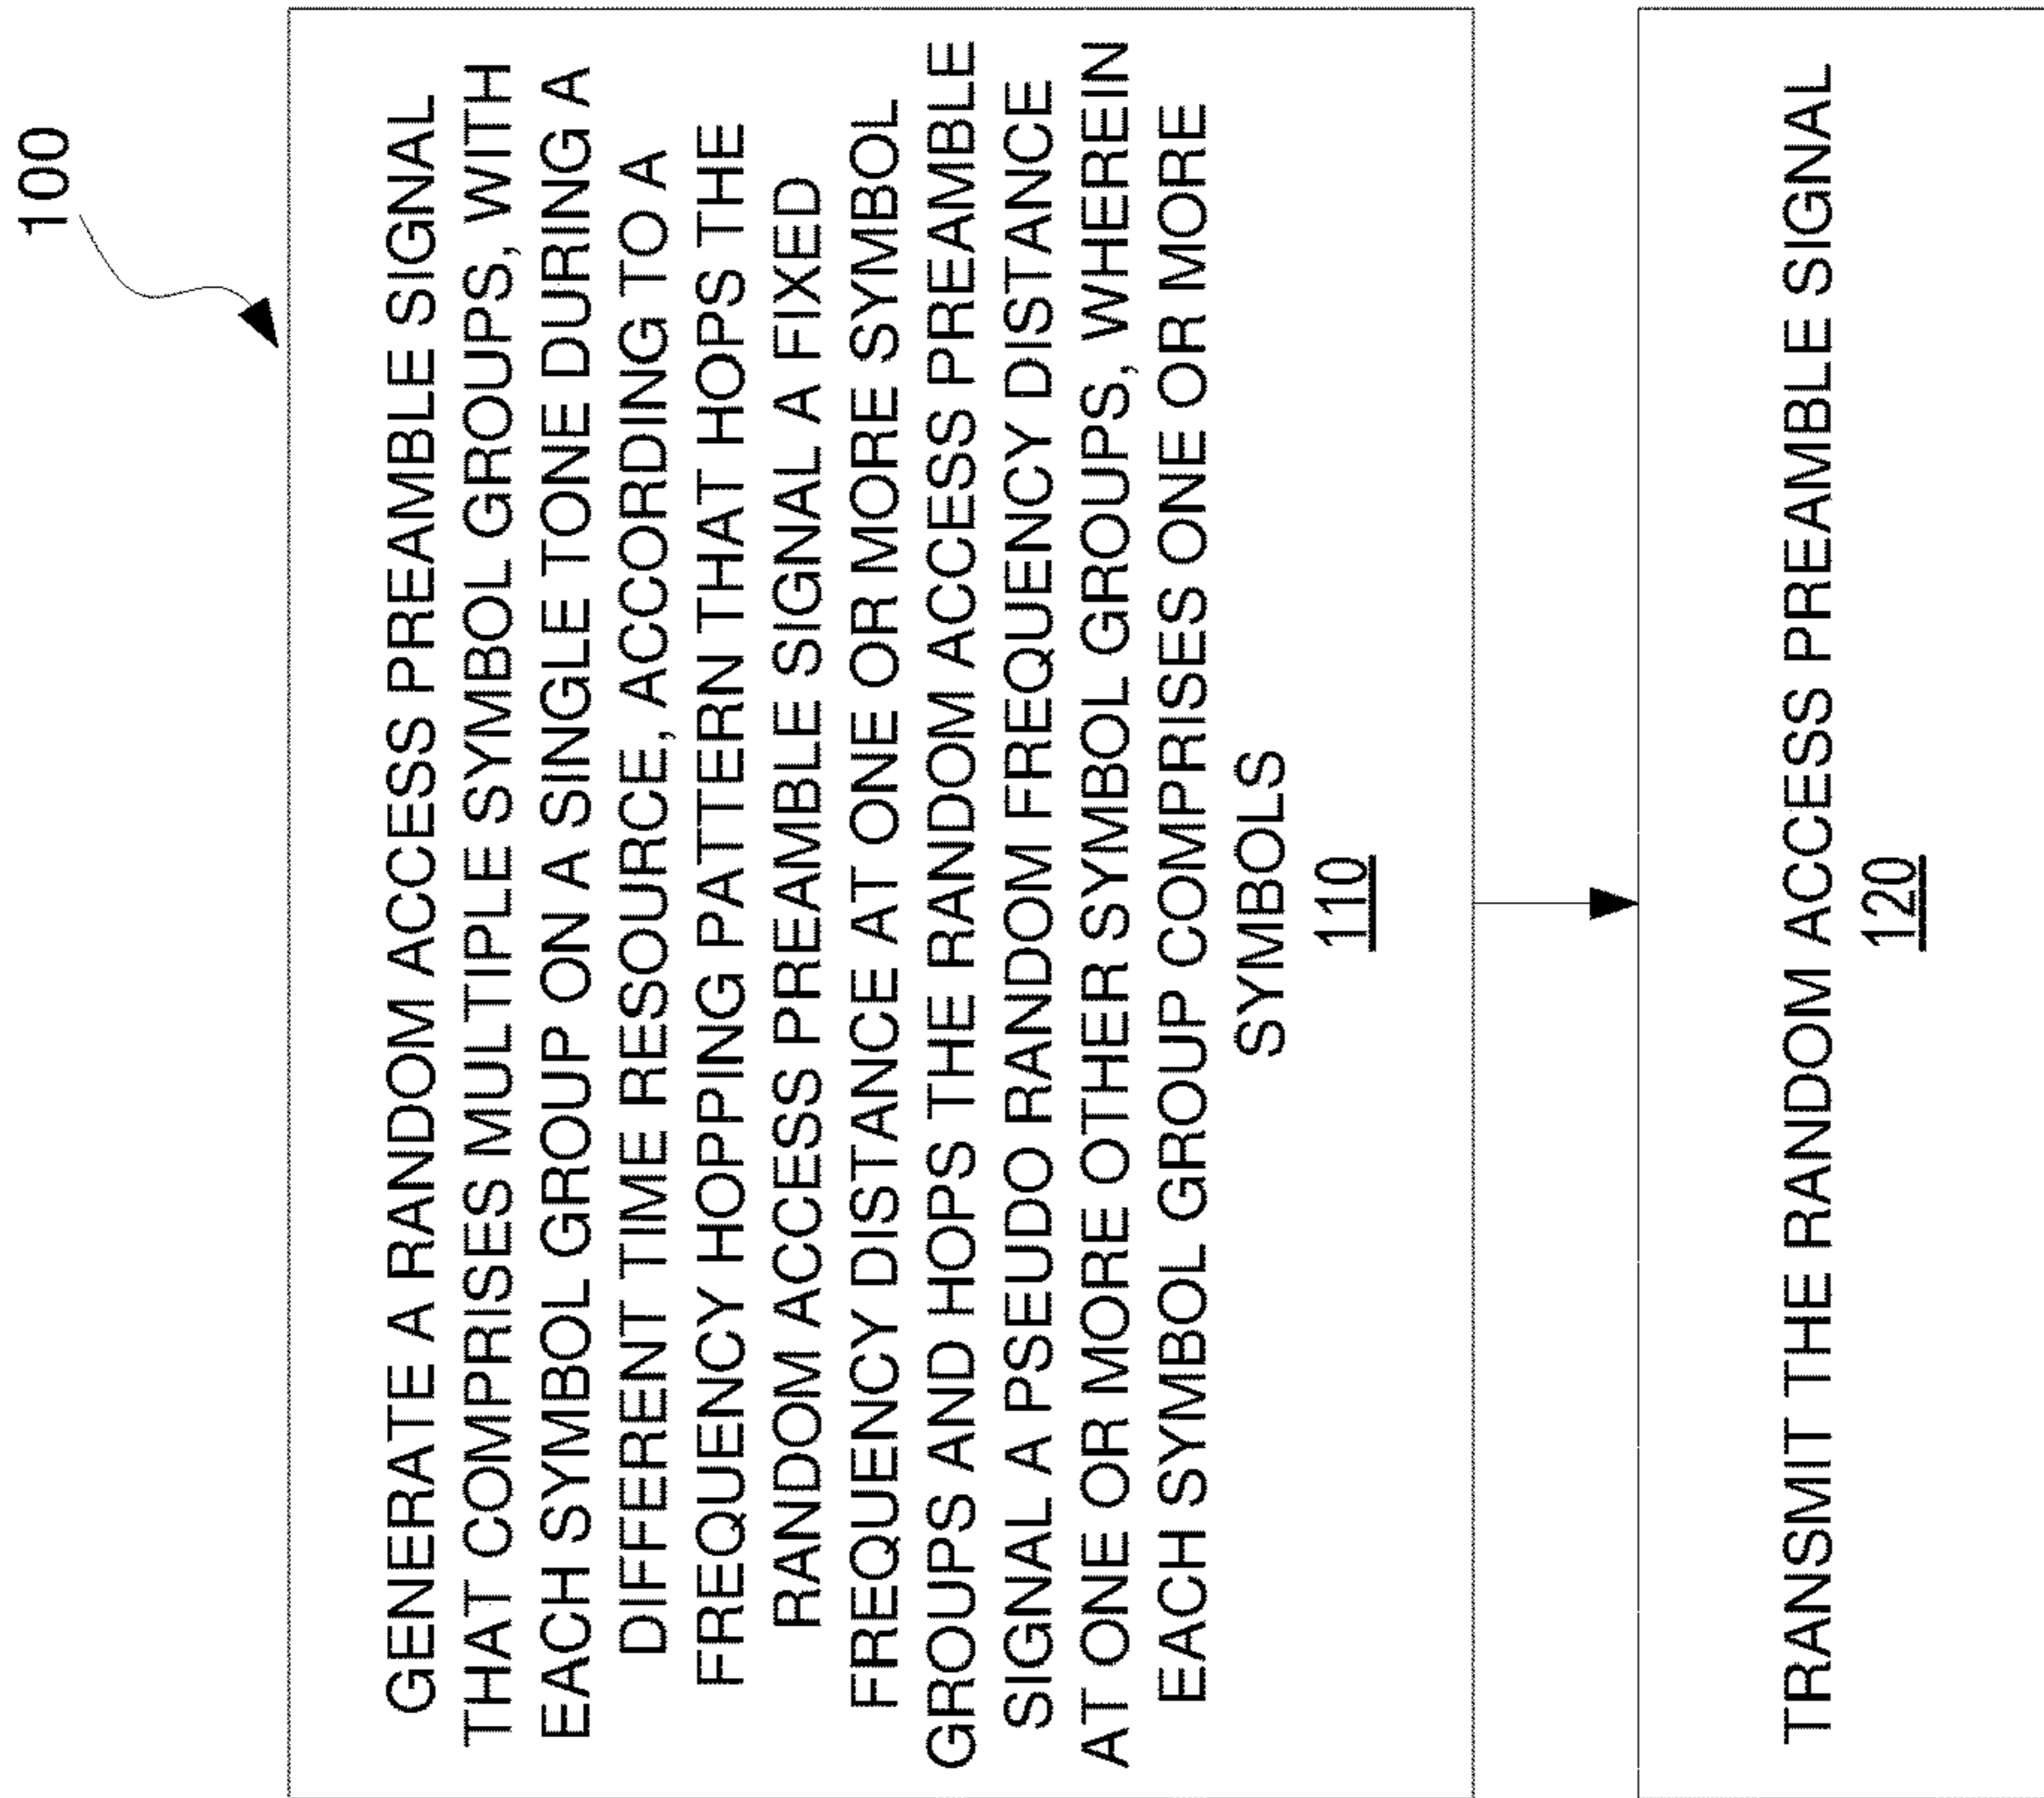 100
GENERATE A RANDOM ACCESS PREAMBLE SIGNAL
THAT COMPRISES MULTIPLE SYMBOL GROUPS, WITH
EACH SYMBOL GROUP ON A SINGLE TONE DURING A
DIFFERENT TIME RESOURCE, ACCORDING TO A
FREQUENCY HOPPING PATTERN THAT HOPS THE
RANDOM ACCESS PREAMBLE SIGNAL A FIXED
FREQUENCY DISTANCE AT ONE OR MORE SYMBOL
GROUPS AND HOPS THE RANDOM ACCESS PREAMBLE
SIGNAL A PSEUDO RANDOM FREQUENCY DISTANCE
AT ONE OR MORE OTHER SYMBOL GROUPS, WHEREIN
EACH SYMBOL GROUP COMPRISES ONE OR MORE
SYMBOLS
110
TRANSMIT THE RANDOM ACCESS PREAMBLE SIGNAL
120